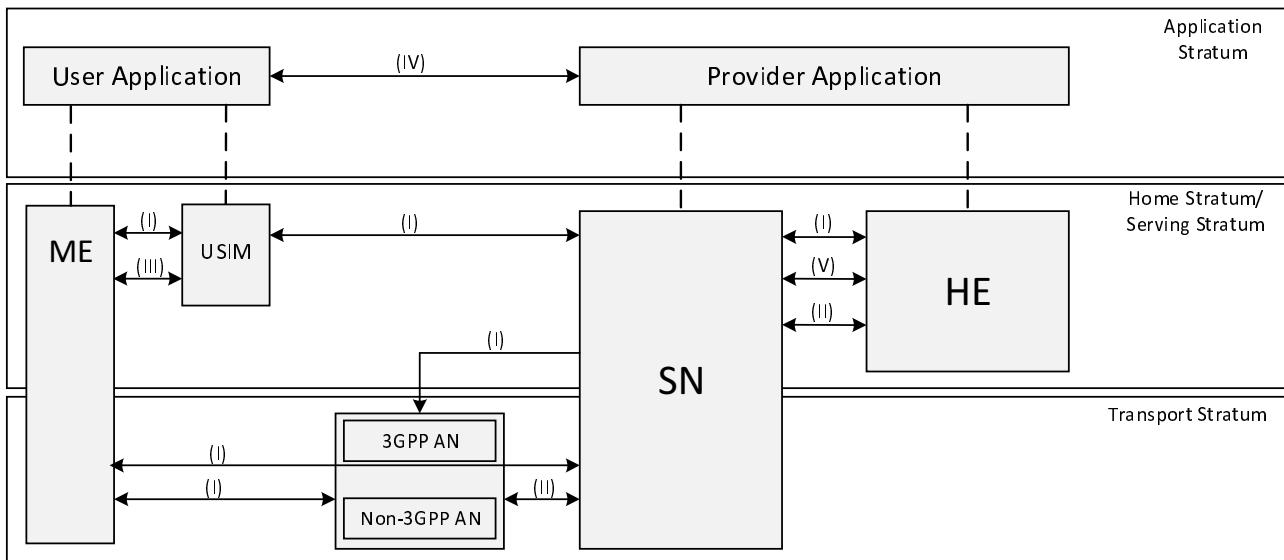 Application
Stratum
User Application
(IV)
Provider Application
Home Stratum/
Serving Stratum
ME
(I)
(III)
USIM
(I)
SN
(I)
(V)
(II)
HE
(I)
Transport Stratum
3GPP AN
(I)
(I)
(II)
Non-3GPP AN